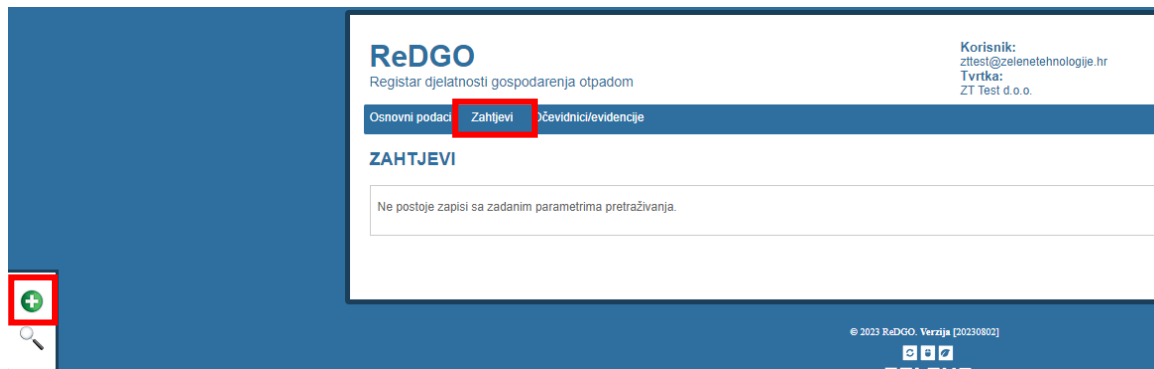 ReDGO
Registar djelatnosti gospodarenja otpadom
Korisnik:
zttest@zelenetehnologije.hr
Tvrtka:
ZT Test d.o.o.
Osnovni podaci Zahtjevi Očevidnici/evidencije
ZAHTJEVI
Ne postoje zapisi sa zadanim parametrima pretraživanja.
© 2023 ReDGO. Verzija [20230802]